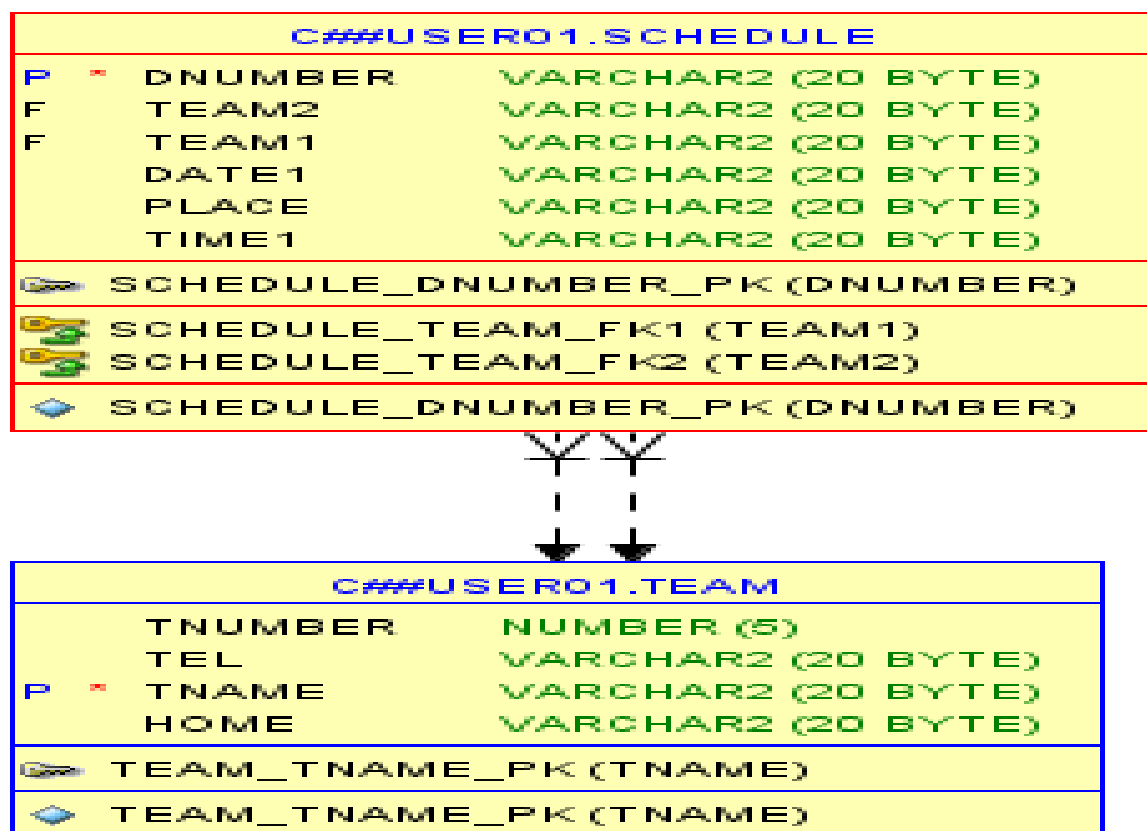 C##USER01.SCHEDULE
P * DNUMBER VARCHAR2 (20 BYTE)
F TEAM2 VARCHAR2 (20 BYTE)
F TEAM1 VARCHAR2 (20 BYTE)
DATE1 VARCHAR2 (20 BYTE)
PLACE VARCHAR2 (20 BYTE)
TIME1 VARCHAR2 (20 BYTE)
SCHEDULE_DNUMBER_PK (DNUMBER)
SCHEDULE_TEAM_FK1 (TEAM1)
SCHEDULE_TEAM_FK2 (TEAM2)
SCHEDULE_DNUMBER_PK (DNUMBER)
C##USER01.TEAM
TNUMBER NUMBER (5)
TEL VARCHAR2 (20 BYTE)
P * TNAME VARCHAR2 (20 BYTE)
HOME VARCHAR2 (20 BYTE)
TEAM_TNAME_PK (TNAME)
TEAM_TNAME_PK (TNAME)